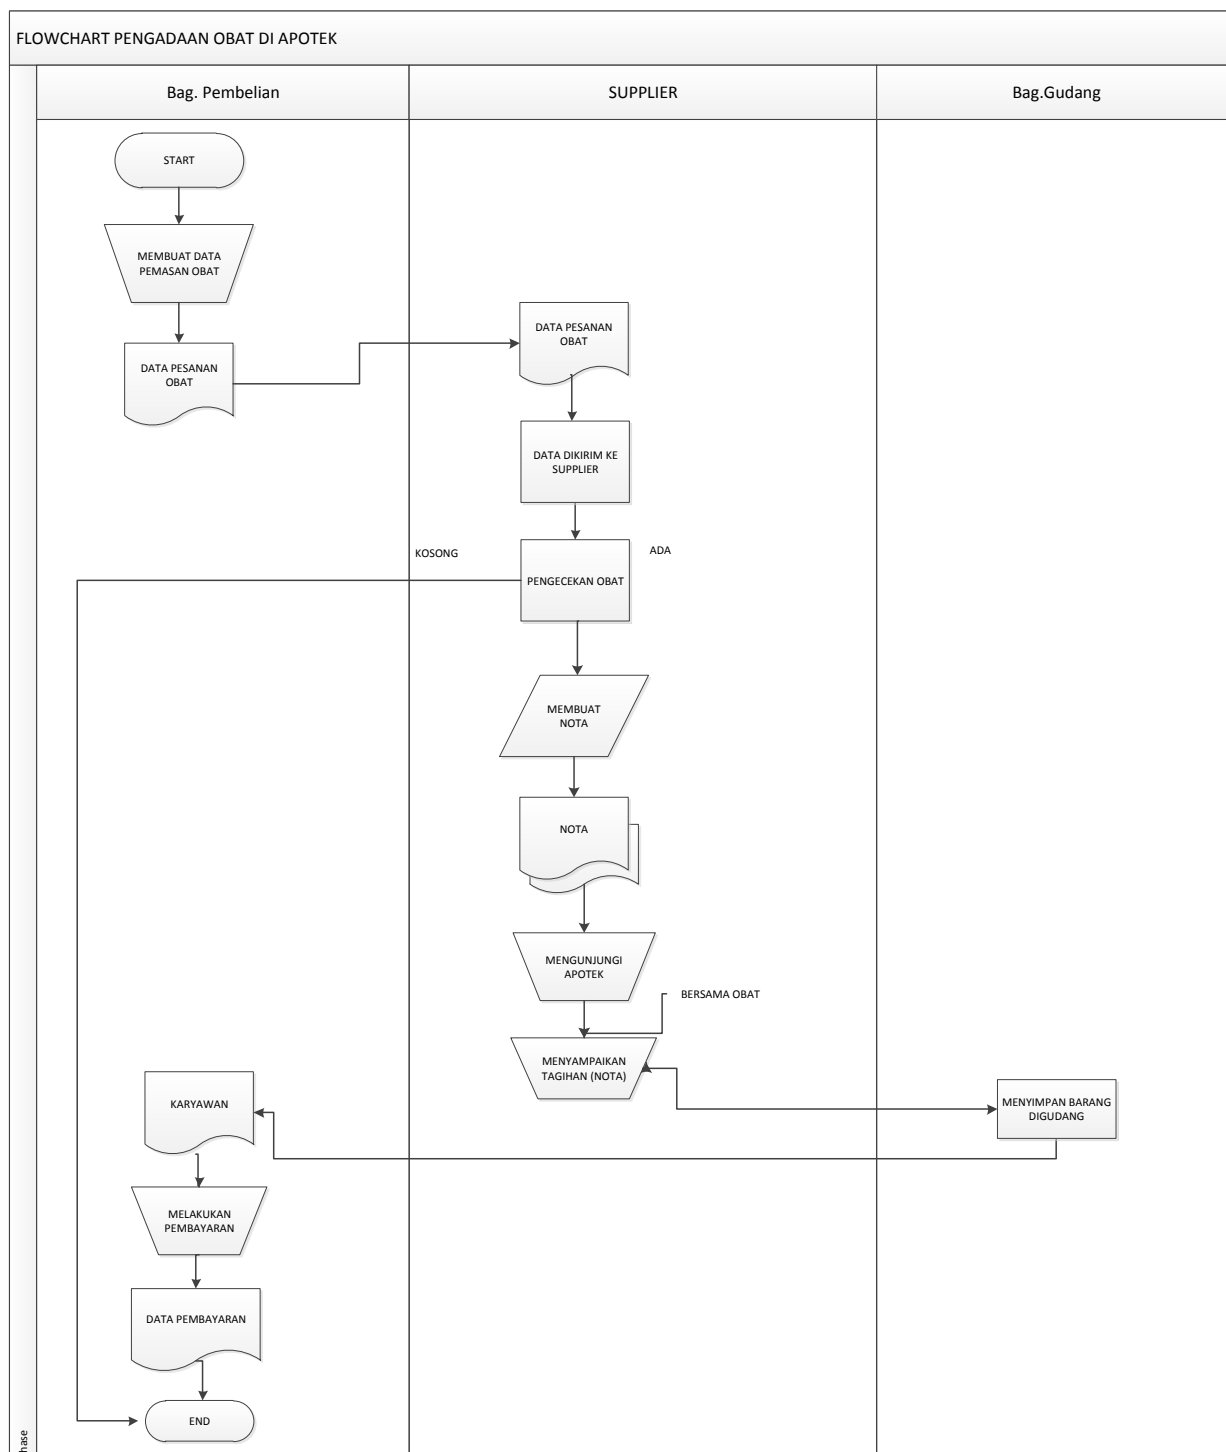 FLOWCHART PENGADAAN OBAT DI APOTEK
Bag. Pembelian
SUPPLIER
Bag.Gudang
START
MEMBUAT DATA
PEMASAN OBAT
DATA PESANAN
OBAT
DATA PESANAN
OBAT
DATA DIKIRIM KE
SUPPLIER
KOSONG
ADA
PENGECEKAN OBAT
MEMBUAT
NOTA
NOTA
MENGUNJUNGI
APOTEK
BERSAMA OBAT
MENYAMPAIKAN
TAGIHAN (NOTA)
MENYIMPAN BARANG
DIGUDANG
KARYAWAN
MELAKUKAN
PEMBAYARAN
DATA PEMBAYARAN
END
hase